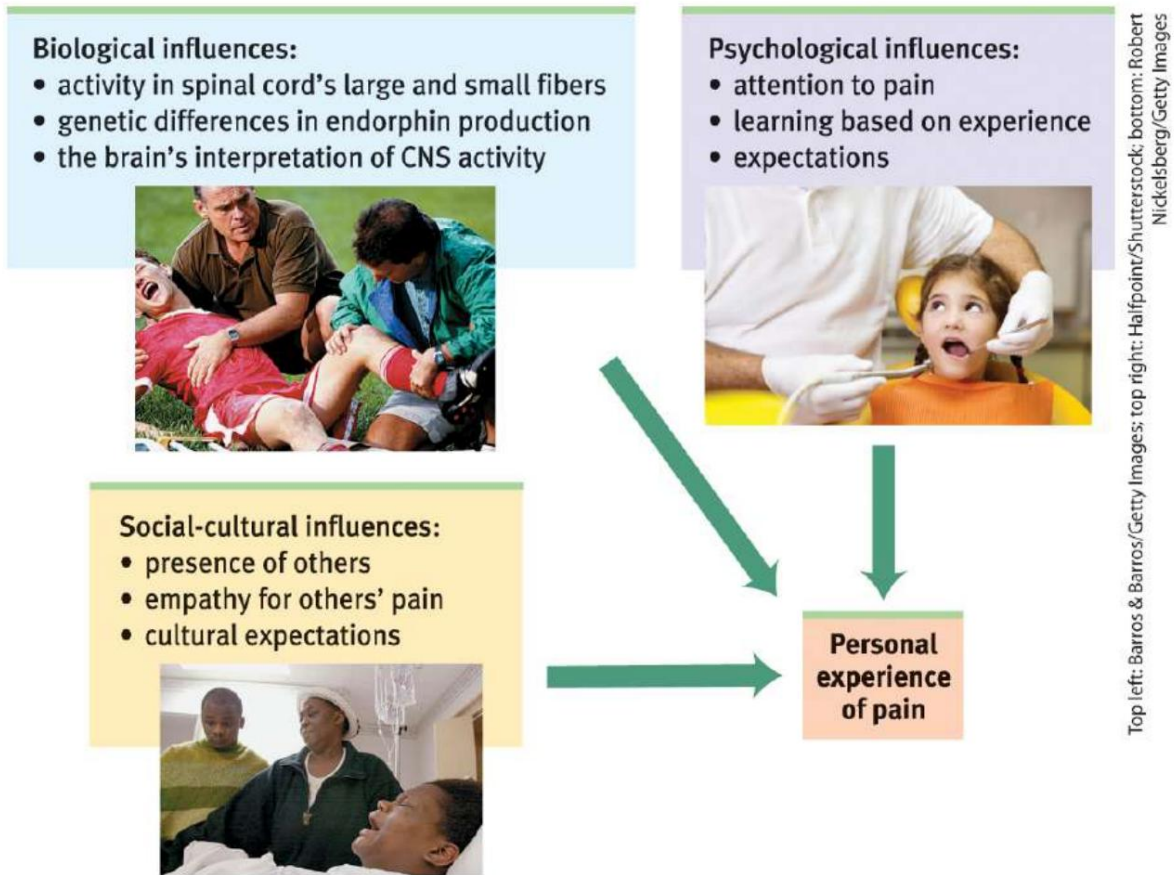 Biological influences:
• activity in spinal cord's large and small fibers
• genetic differences in endorphin production
• the brain's interpretation of CNS activity
Psychological influences:
• attention to pain
• learning based on experience
• expectations
Social-cultural influences:
• presence of others
• empathy for others' pain
• cultural expectations
Personal
experience
of pain
Top left: Barros & Barros/Getty Images; top right: Halfpoint/Shutterstock; bottom: Robert
Nickelsberg/Getty Images